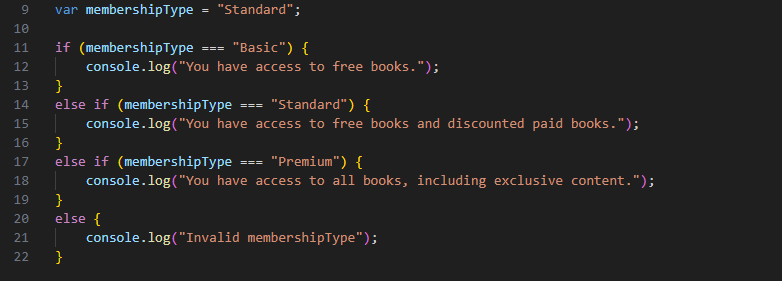 9 var membershipType = "Standard";
10
11 if (membershipType === "Basic") {
12     console.log("You have access to free books.");
13 }
14 else if (membershipType === "Standard") {
15     console.log("You have access to free books and discounted paid books.");
16 }
17 else if (membershipType === "Premium") {
18     console.log("You have access to all books, including exclusive content.");
19 }
20 else {
21     console.log("Invalid membershipType");
22 }